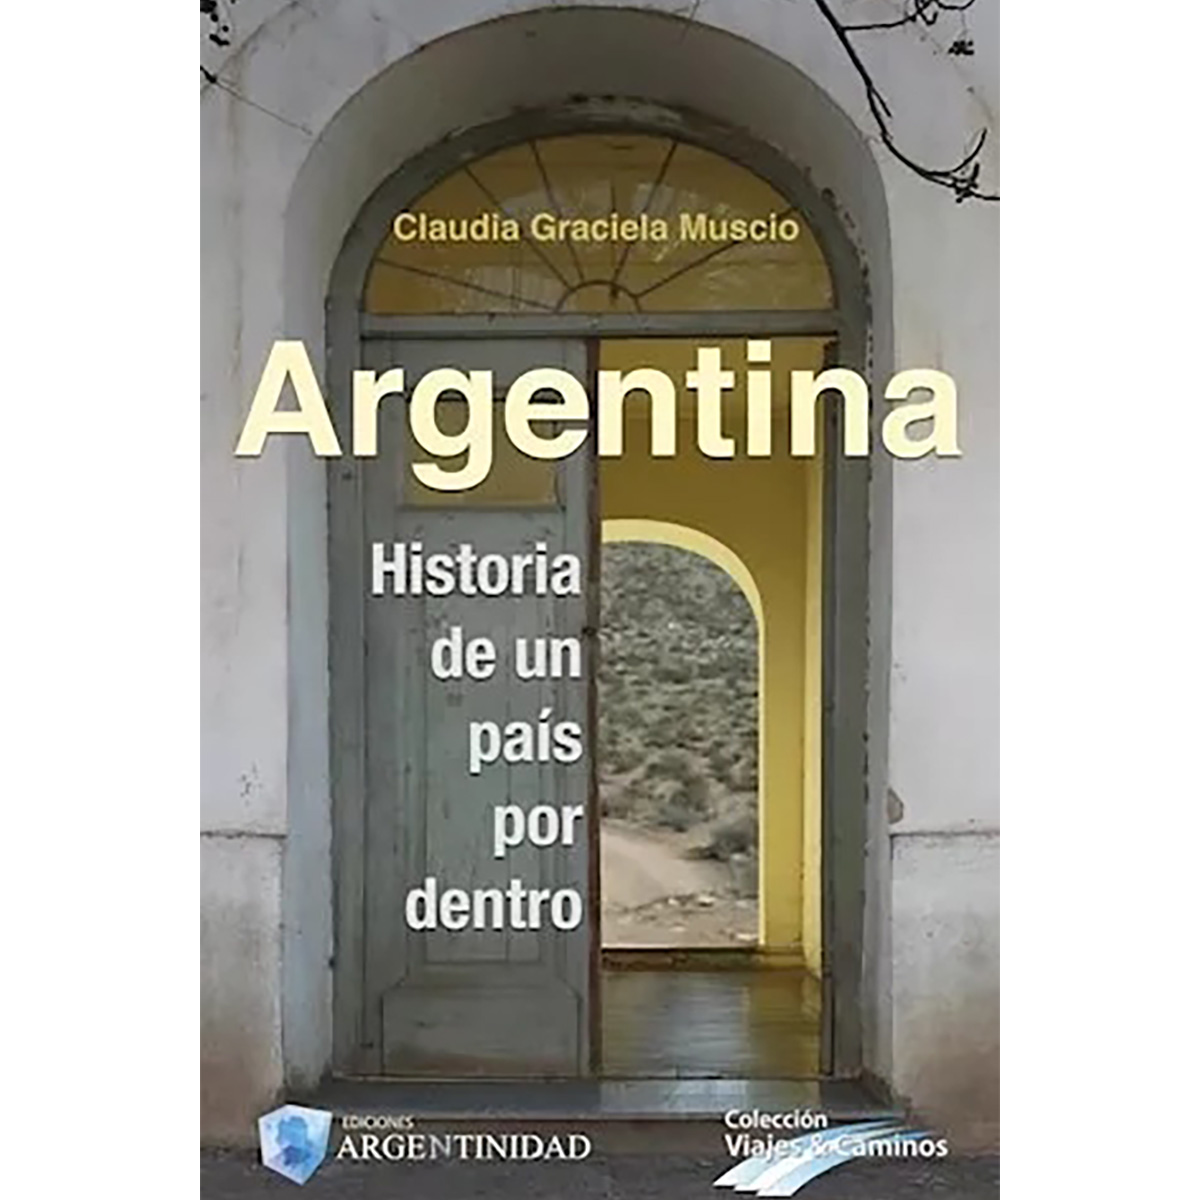 Claudia Graciela Muscio
Argentina
Historia
de un
país
por
dentro
EDICIONES
ARGENTINIDAD
Colección
Viajes & Caminos